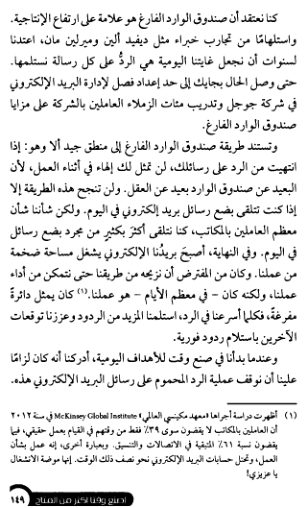 كنا نعتقد أن صندوق الوارد الفارغ هو علامة على ارتفاع الإنتاجية.
واستلهامًا من تجارب خبراء مثل ديفيد ألين وميرلين مان، اعتدنا
لسنوات أن نجعل غايتنا اليومية هي الردُّ على كل رسالة نستلمها.
حتى وصل الحال بجايك إلى حد إعداد فصل لإدارة البريد الإلكتروني
في شركة جوجل وتدريب مئات الزملاء العاملين بالشركة على مزايا
صندوق الوارد الفارغ.
وتستند طريقة صندوق الوارد الفارغ إلى منطق جيد ألا وهو: إذا
انتهيت من الرد على رسائلك، لن تمثل لك إلهاء في أثناء العمل، لأن
البعيد عن صندوق الوارد بعيد عن العقل. ولن تنجح هذه الطريقة إلا
إذا كنت تتلقى بضع رسائل بريد إلكتروني في اليوم. ولكن شأننا شأن
معظم العاملين بالمكاتب، كنا نتلقى أكثرَ بكثيرٍ من مجرد بضع رسائل
في اليوم. وفي النهاية، أصبحَ بريدُنا الإلكتروني يشغل مساحة ضخمة
من عملنا. وكان من المفترض أن نزيحه من طريقنا حتى نتمكن من أداء
عملنا، ولكنه كان – في معظم الأيام – هو عملنا.(١) كان يمثل دائرةً
مفرغةً، فكلما أسرعنا في الرد، استلمنا المزيد من الردود وعززنا توقعات
الآخرين باستلام ردود فورية.
وعندما بدأنا في صنع وقت للأهداف اليومية، أدركنا أنه كان لزامًا
علينا أن نوقف عملية الرد المحموم على رسائل البريد الإلكتروني هذه.
(١) أظهرت دراسة أجراها «معهد مكينسي العالمي» McKinsey Global Institute في سنة ٢٠١٢
أن العاملين بالمكاتب لا يقضون سوى ٣٩٪ فقط من وقتهم في القيام بعمل حقيقي، فيما
يقضون نسبة ٦١٪ المتبقية في الاتصالات والتنسيق. وبعبارة أخرى، إنه عمل بشأن
العمل، وتحتل حسابات البريد الإلكتروني نحو نصف ذلك الوقت. إنها موضة الانشغال
يا عزيزي!
اصنع وقتًا أكثر من المتاح ١٤٩